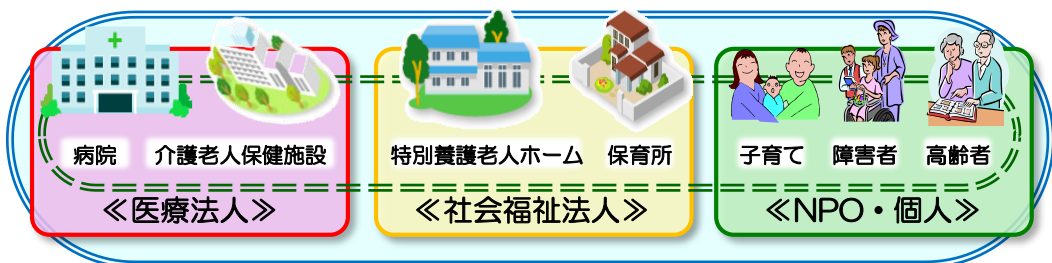 病院 介護老人保健施設 特別養護老人ホーム 保育所 子育て 障害者 高齢者
≪医療法人≫ ≪社会福祉法人≫ ≪NPO・個人≫